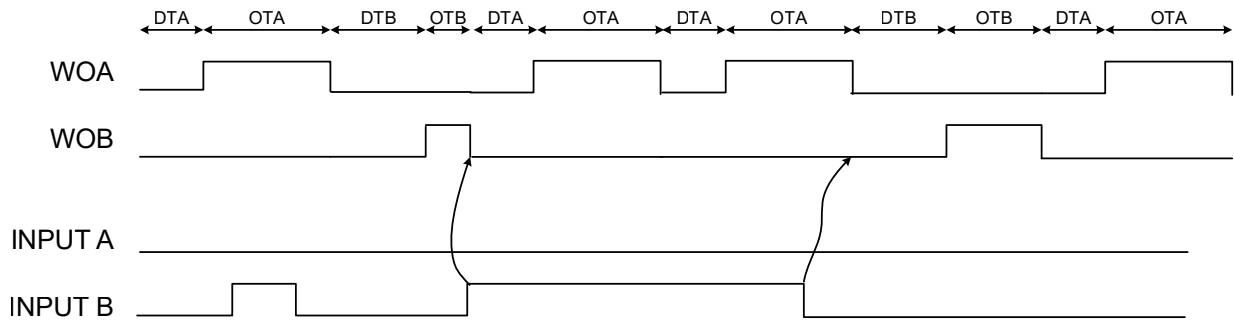 DTA OTA DTB OTB DTA OTA DTA OTA DTB OTB DTA OTA
WOA
WOB
INPUT A
INPUT B